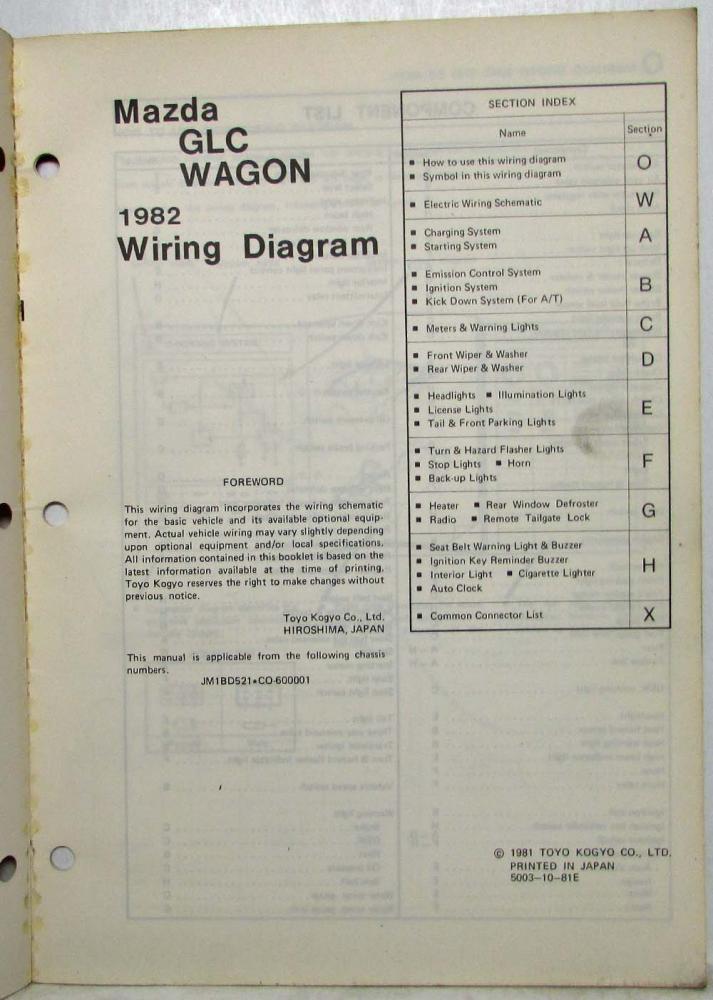 Mazda
GLC
WAGON
1982
Wiring Diagram
FOREWORD
This wiring diagram incorporates the wiring schematic
for the basic vehicle and its available optional equip-
ment. Actual vehicle wiring may vary slightly depending
upon optional equipment and/or local specifications.
All information contained in this booklet is based on the
latest information available at the time of printing.
Toyo Kogyo reserves the right to make changes without
previous notice.
Toyo Kogyo Co., Ltd.
HIROSHIMA, JAPAN
This manual is applicable from the following chassis
numbers.
JM1BD521*CO-600001
SECTION INDEX
Name Section
■ How to use this wiring diagram
■ Symbol in this wiring diagram
O
■ Electric Wiring Schematic W
■ Charging System
■ Starting System
A
■ Emission Control System
■ Ignition System
■ Kick Down System (For A/T)
B
■ Meters & Warning Lights C
■ Front Wiper & Washer
■ Rear Wiper & Washer
D
■ Headlights ■ Illumination Lights
■ License Lights
■ Tail & Front Parking Lights
E
■ Turn & Hazard Flasher Lights
■ Stop Lights ■ Horn
■ Back-up Lights
F
■ Heater ■ Rear Window Defroster
■ Radio ■ Remote Tailgate Lock
G
■ Seat Belt Warning Light & Buzzer
■ Ignition Key Reminder Buzzer
■ Interior Light ■ Cigarette Lighter
■ Auto Clock
H
■ Common Connector List X
© 1981 TOYO KOGYO CO., LTD.
PRINTED IN JAPAN
5003-10-81E